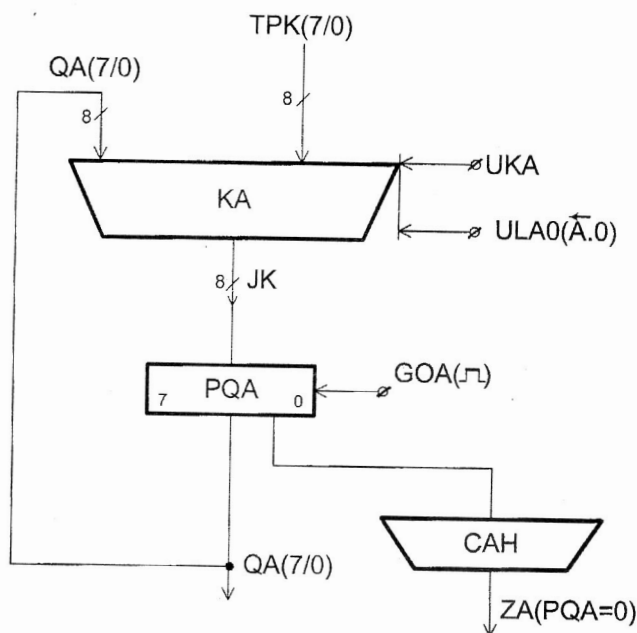 TPK(7/0)
QA(7/0)
8
8
UKA
KA
ULA0(A⃖.0)
8
JK
GOA(⎍)
PQA
7
0
CAH
QA(7/0)
ZA(PQA=0)